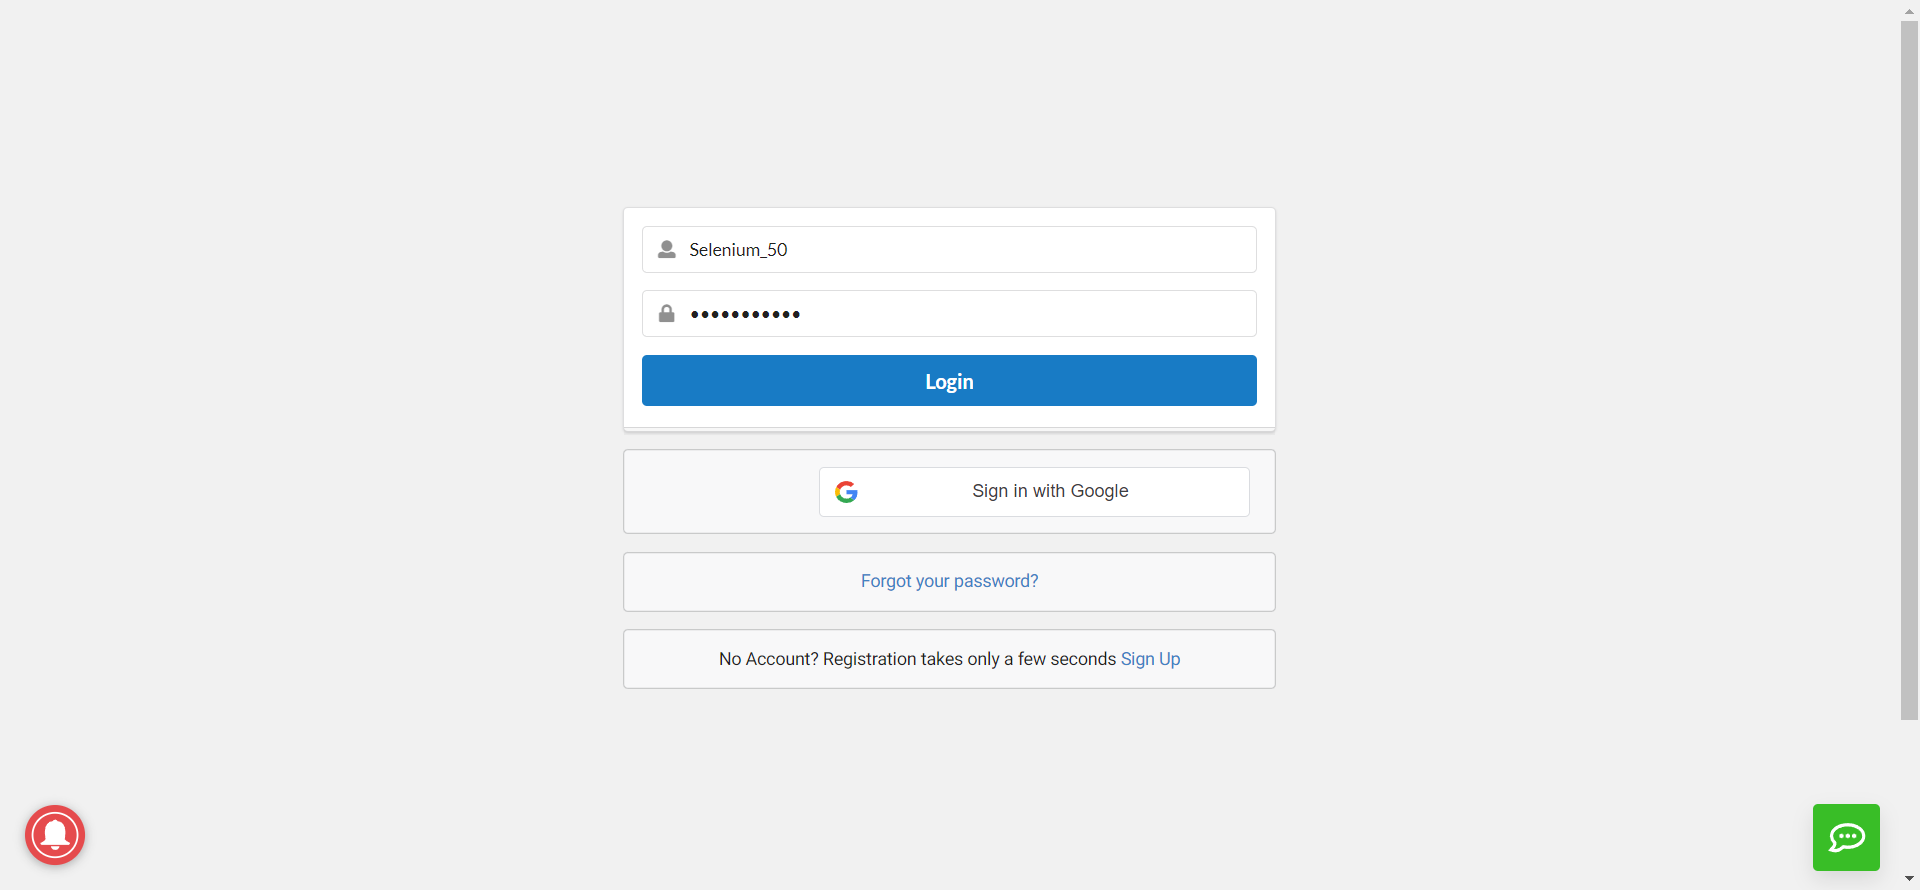 Selenium_50
•••••••••••
Login
Sign in with Google
Forgot your password?
No Account? Registration takes only a few seconds Sign Up